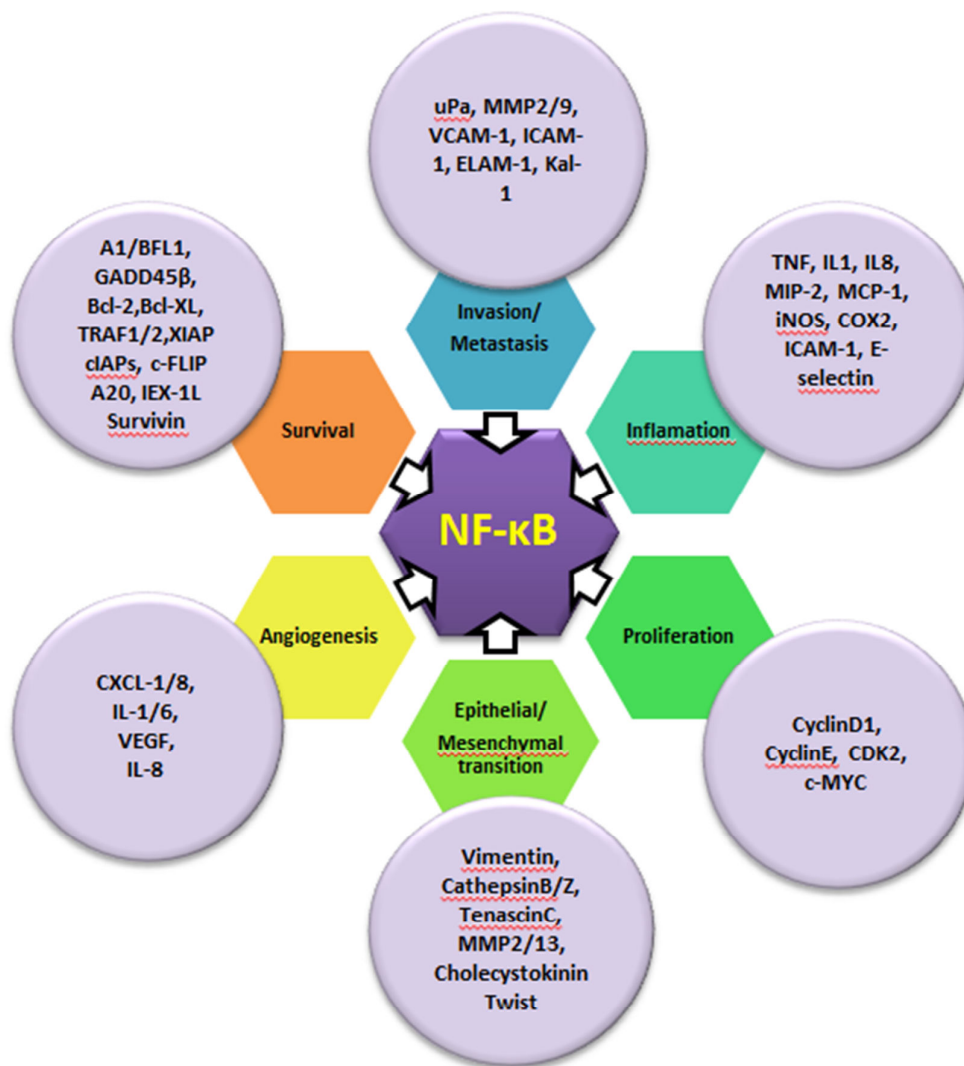 uPa, MMP2/9,
VCAM-1, ICAM-
1, ELAM-1, Kal-
1
Invasion/
Metastasis
A1/BFL1,
GADD45β,
Bcl-2,Bcl-XL,
TRAF1/2,XIAP
cIAPs, c-FLIP
A20, IEX-1L
Survivin
Survival
TNF, IL1, IL8,
MIP-2, MCP-1,
iNOS, COX2,
ICAM-1, E-
selectin
Inflamation
NF-κB
Angiogenesis
CXCL-1/8,
IL-1/6,
VEGF,
IL-8
Proliferation
CyclinD1,
CyclinE, CDK2,
c-MYC
Epithelial/
Mesenchymal
transition
Vimentin,
CathepsinB/Z,
TenascinC,
MMP2/13,
Cholecystokinin
Twist